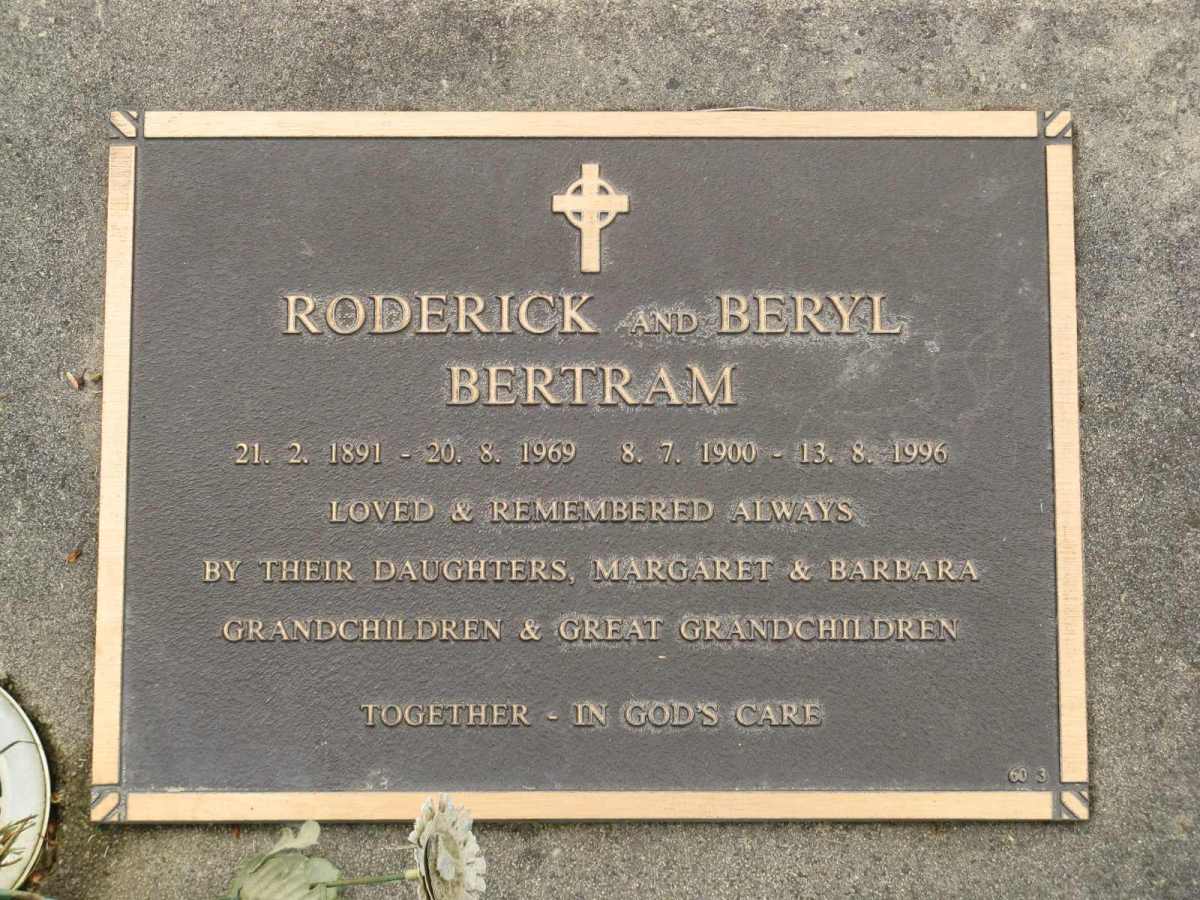 RODERICK AND BERYL
BERTRAM
21. 2. 1891 - 20. 8. 1969 8. 7. 1900 - 13. 8. 1996
LOVED & REMEMBERED ALWAYS
BY THEIR DAUGHTERS, MARGARET & BARBARA
GRANDCHILDREN & GREAT GRANDCHILDREN
TOGETHER - IN GOD'S CARE
60 3